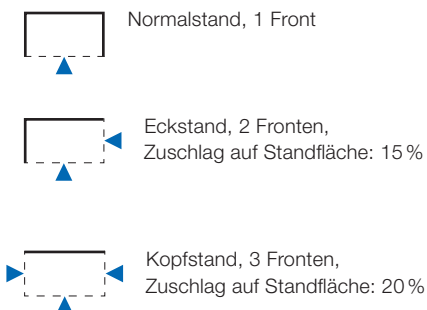 Normalstand, 1 Front
Eckstand, 2 Fronten,
Zuschlag auf Standfläche: 15 %
Kopfstand, 3 Fronten,
Zuschlag auf Standfläche: 20 %